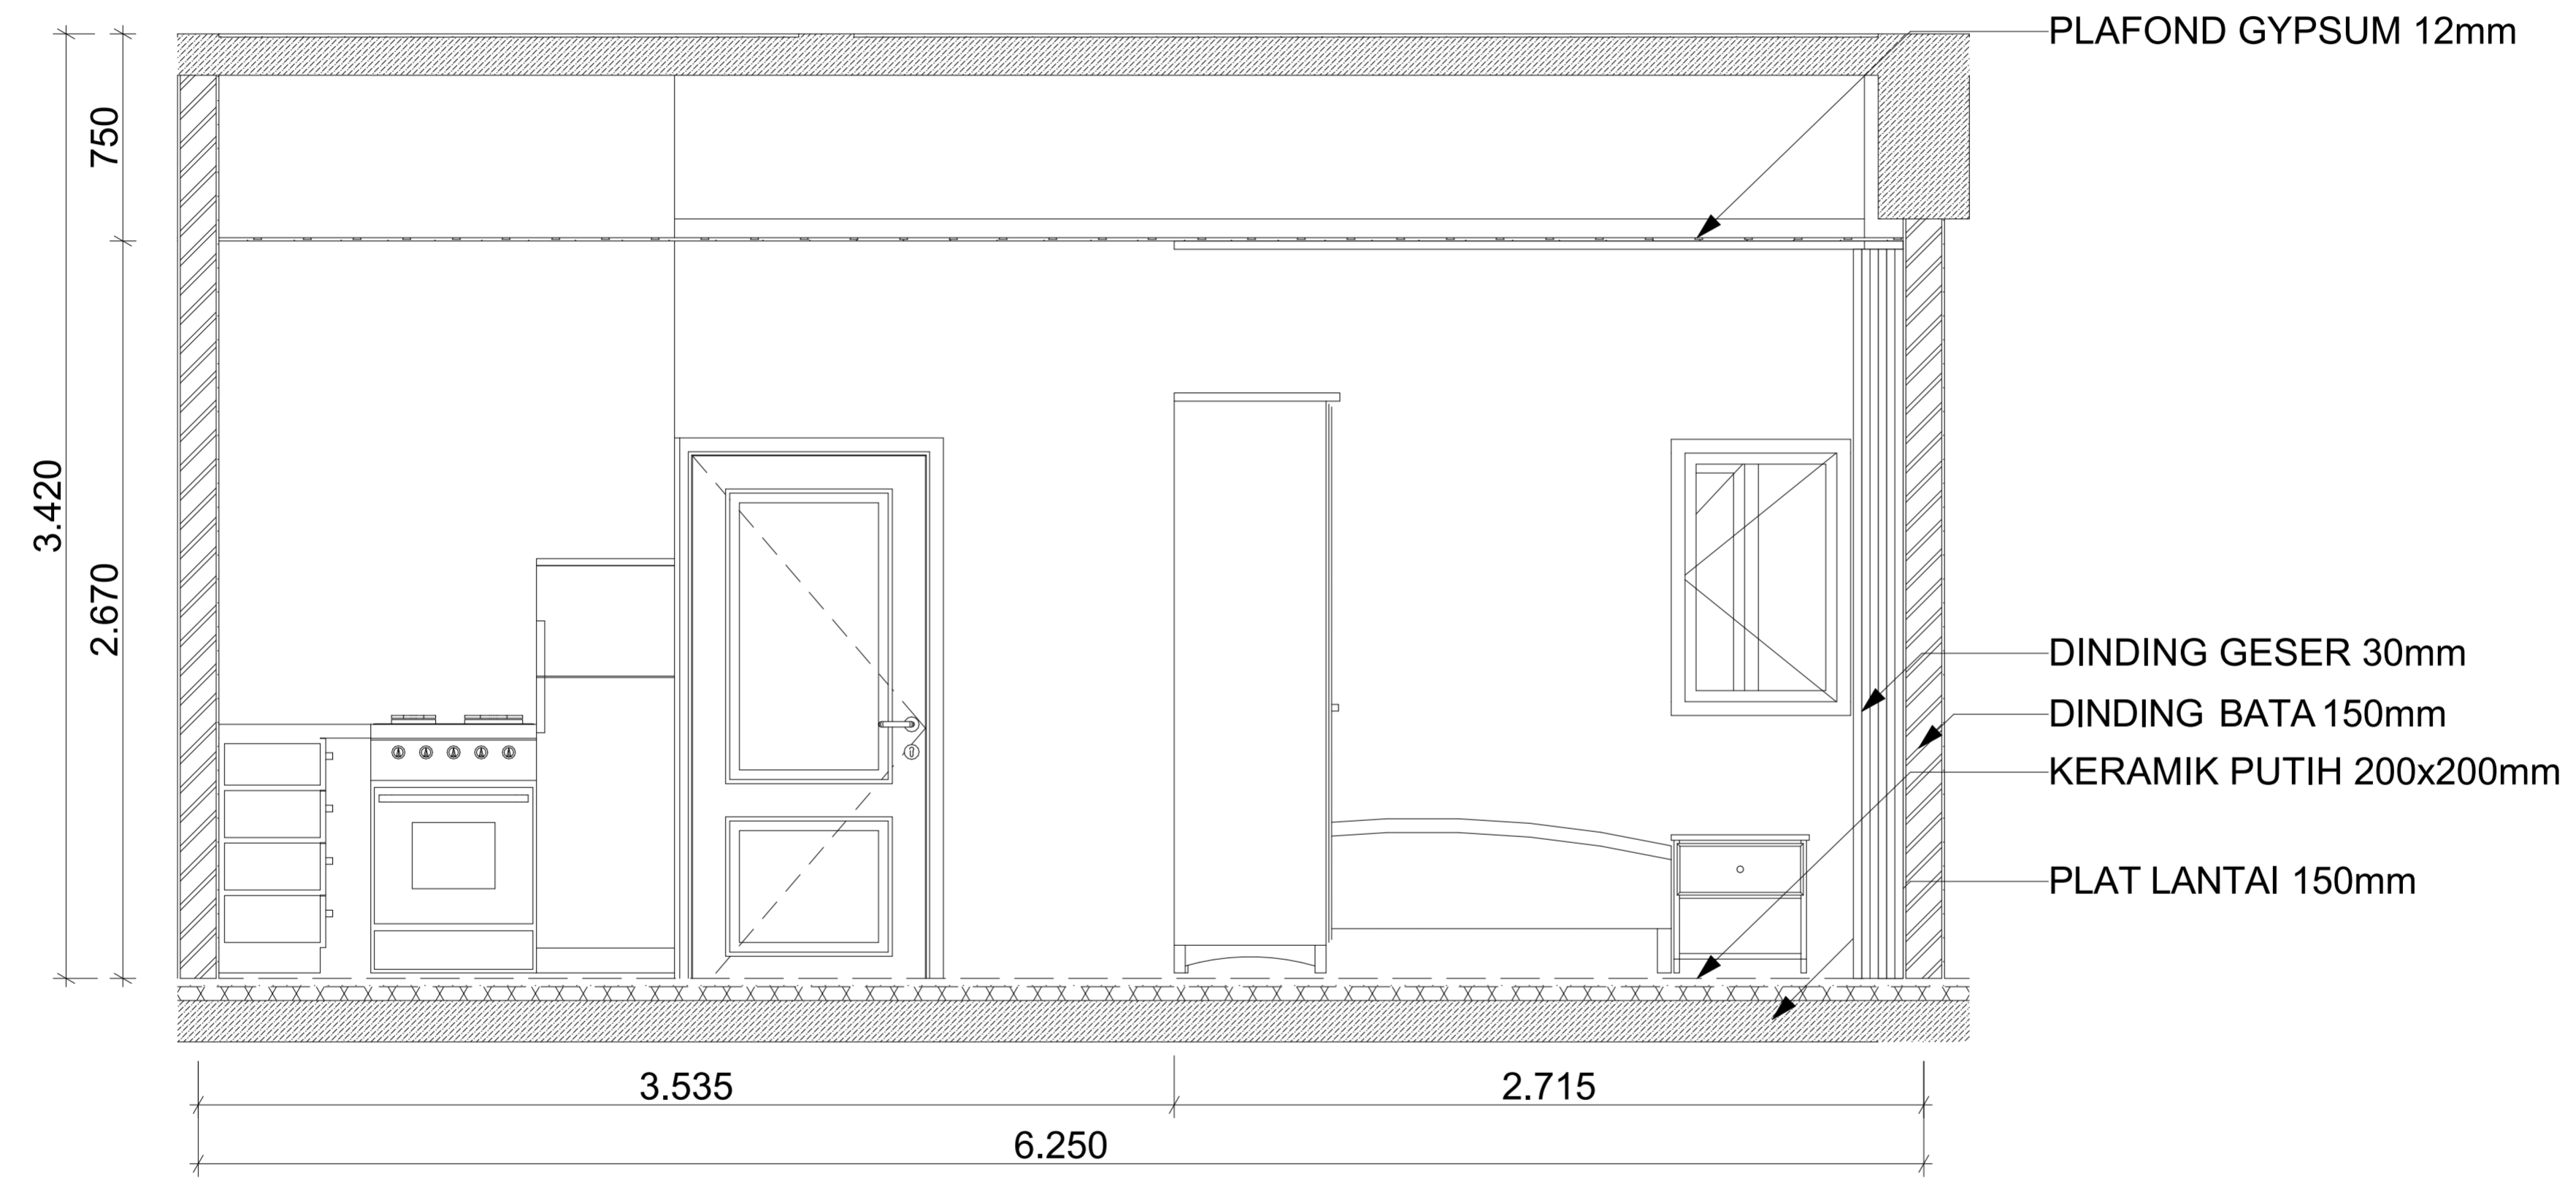 PLAFOND GYPSUM 12mm
750
3.420
2.670
DINDING GESER 30mm
DINDING BATA 150mm
KERAMIK PUTIH 200x200mm
PLAT LANTAI 150mm
3.535
2.715
6.250